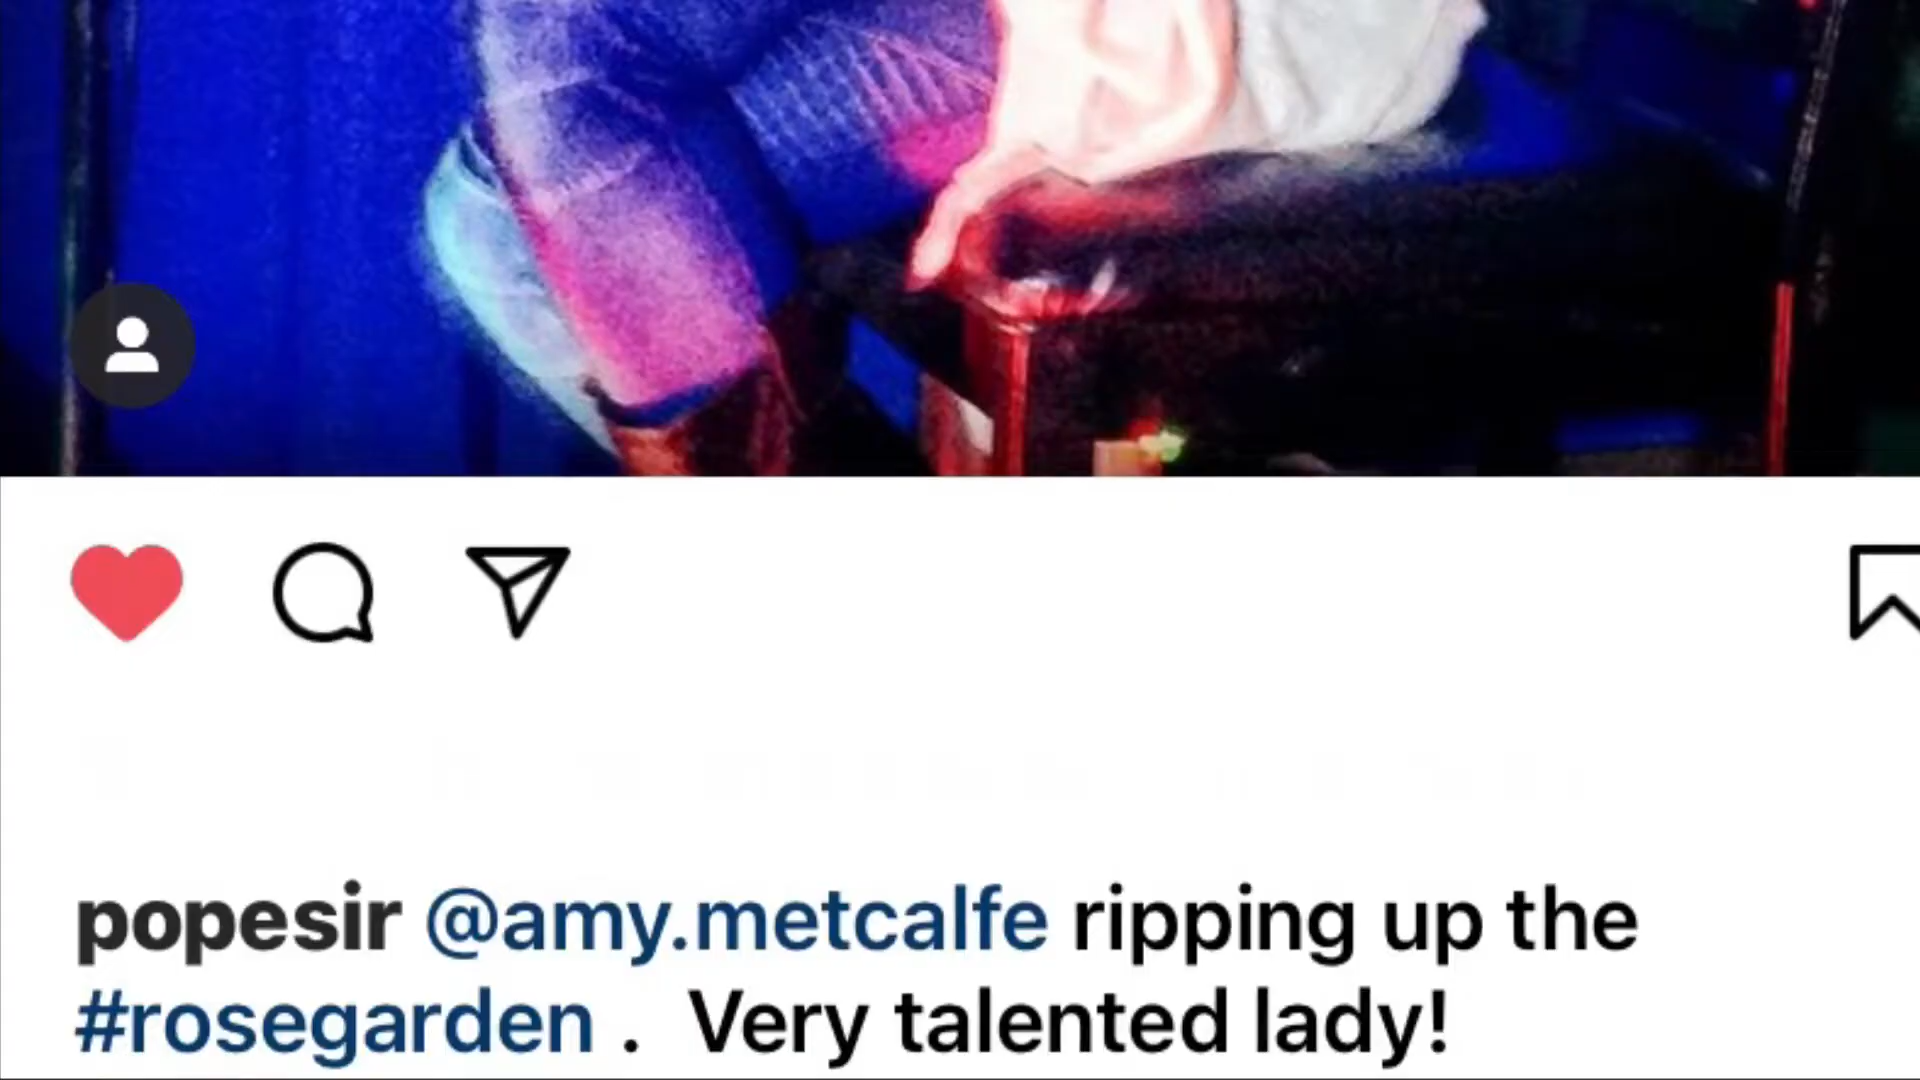 popesir @amy.metcalfe ripping up the
#rosegarden . Very talented lady!